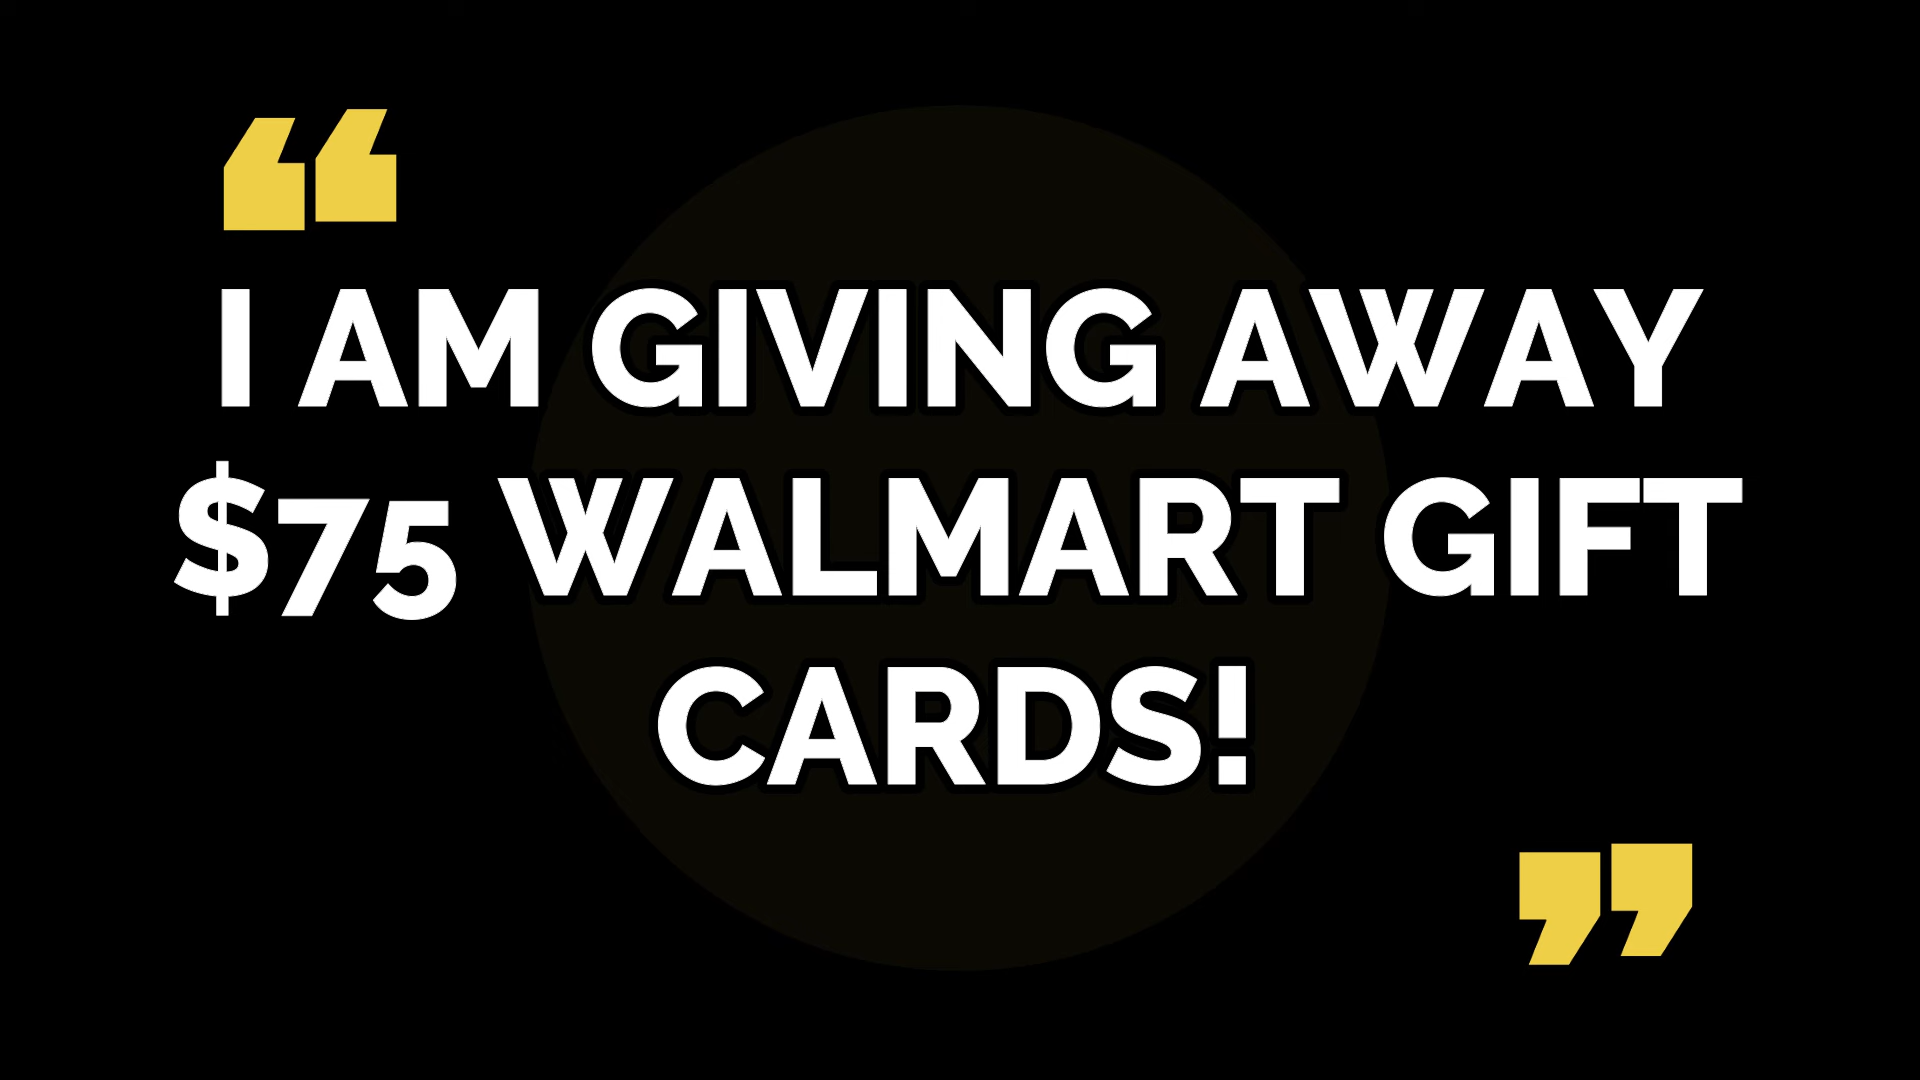 “
I AM GIVING AWAY
$75 WALMART GIFT
CARDS!
”